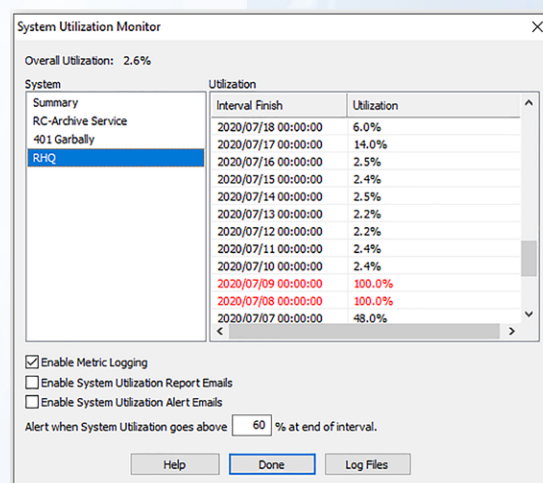 System Utilization Monitor
Overall Utilization: 2.6%
System
Summary
RC-Archive Service
401 Garbally
RHQ
Utilization
Interval Finish Utilization
2020/07/18 00:00:00 6.0%
2020/07/17 00:00:00 14.0%
2020/07/16 00:00:00 2.5%
2020/07/15 00:00:00 2.4%
2020/07/14 00:00:00 2.5%
2020/07/13 00:00:00 2.2%
2020/07/12 00:00:00 2.2%
2020/07/11 00:00:00 2.4%
2020/07/10 00:00:00 2.4%
2020/07/09 00:00:00 100.0%
2020/07/08 00:00:00 100.0%
2020/07/07 00:00:00 48.0%
Enable Metric Logging
Enable System Utilization Report Emails
Enable System Utilization Alert Emails
Alert when System Utilization goes above 60 % at end of interval.
Help Done Log Files